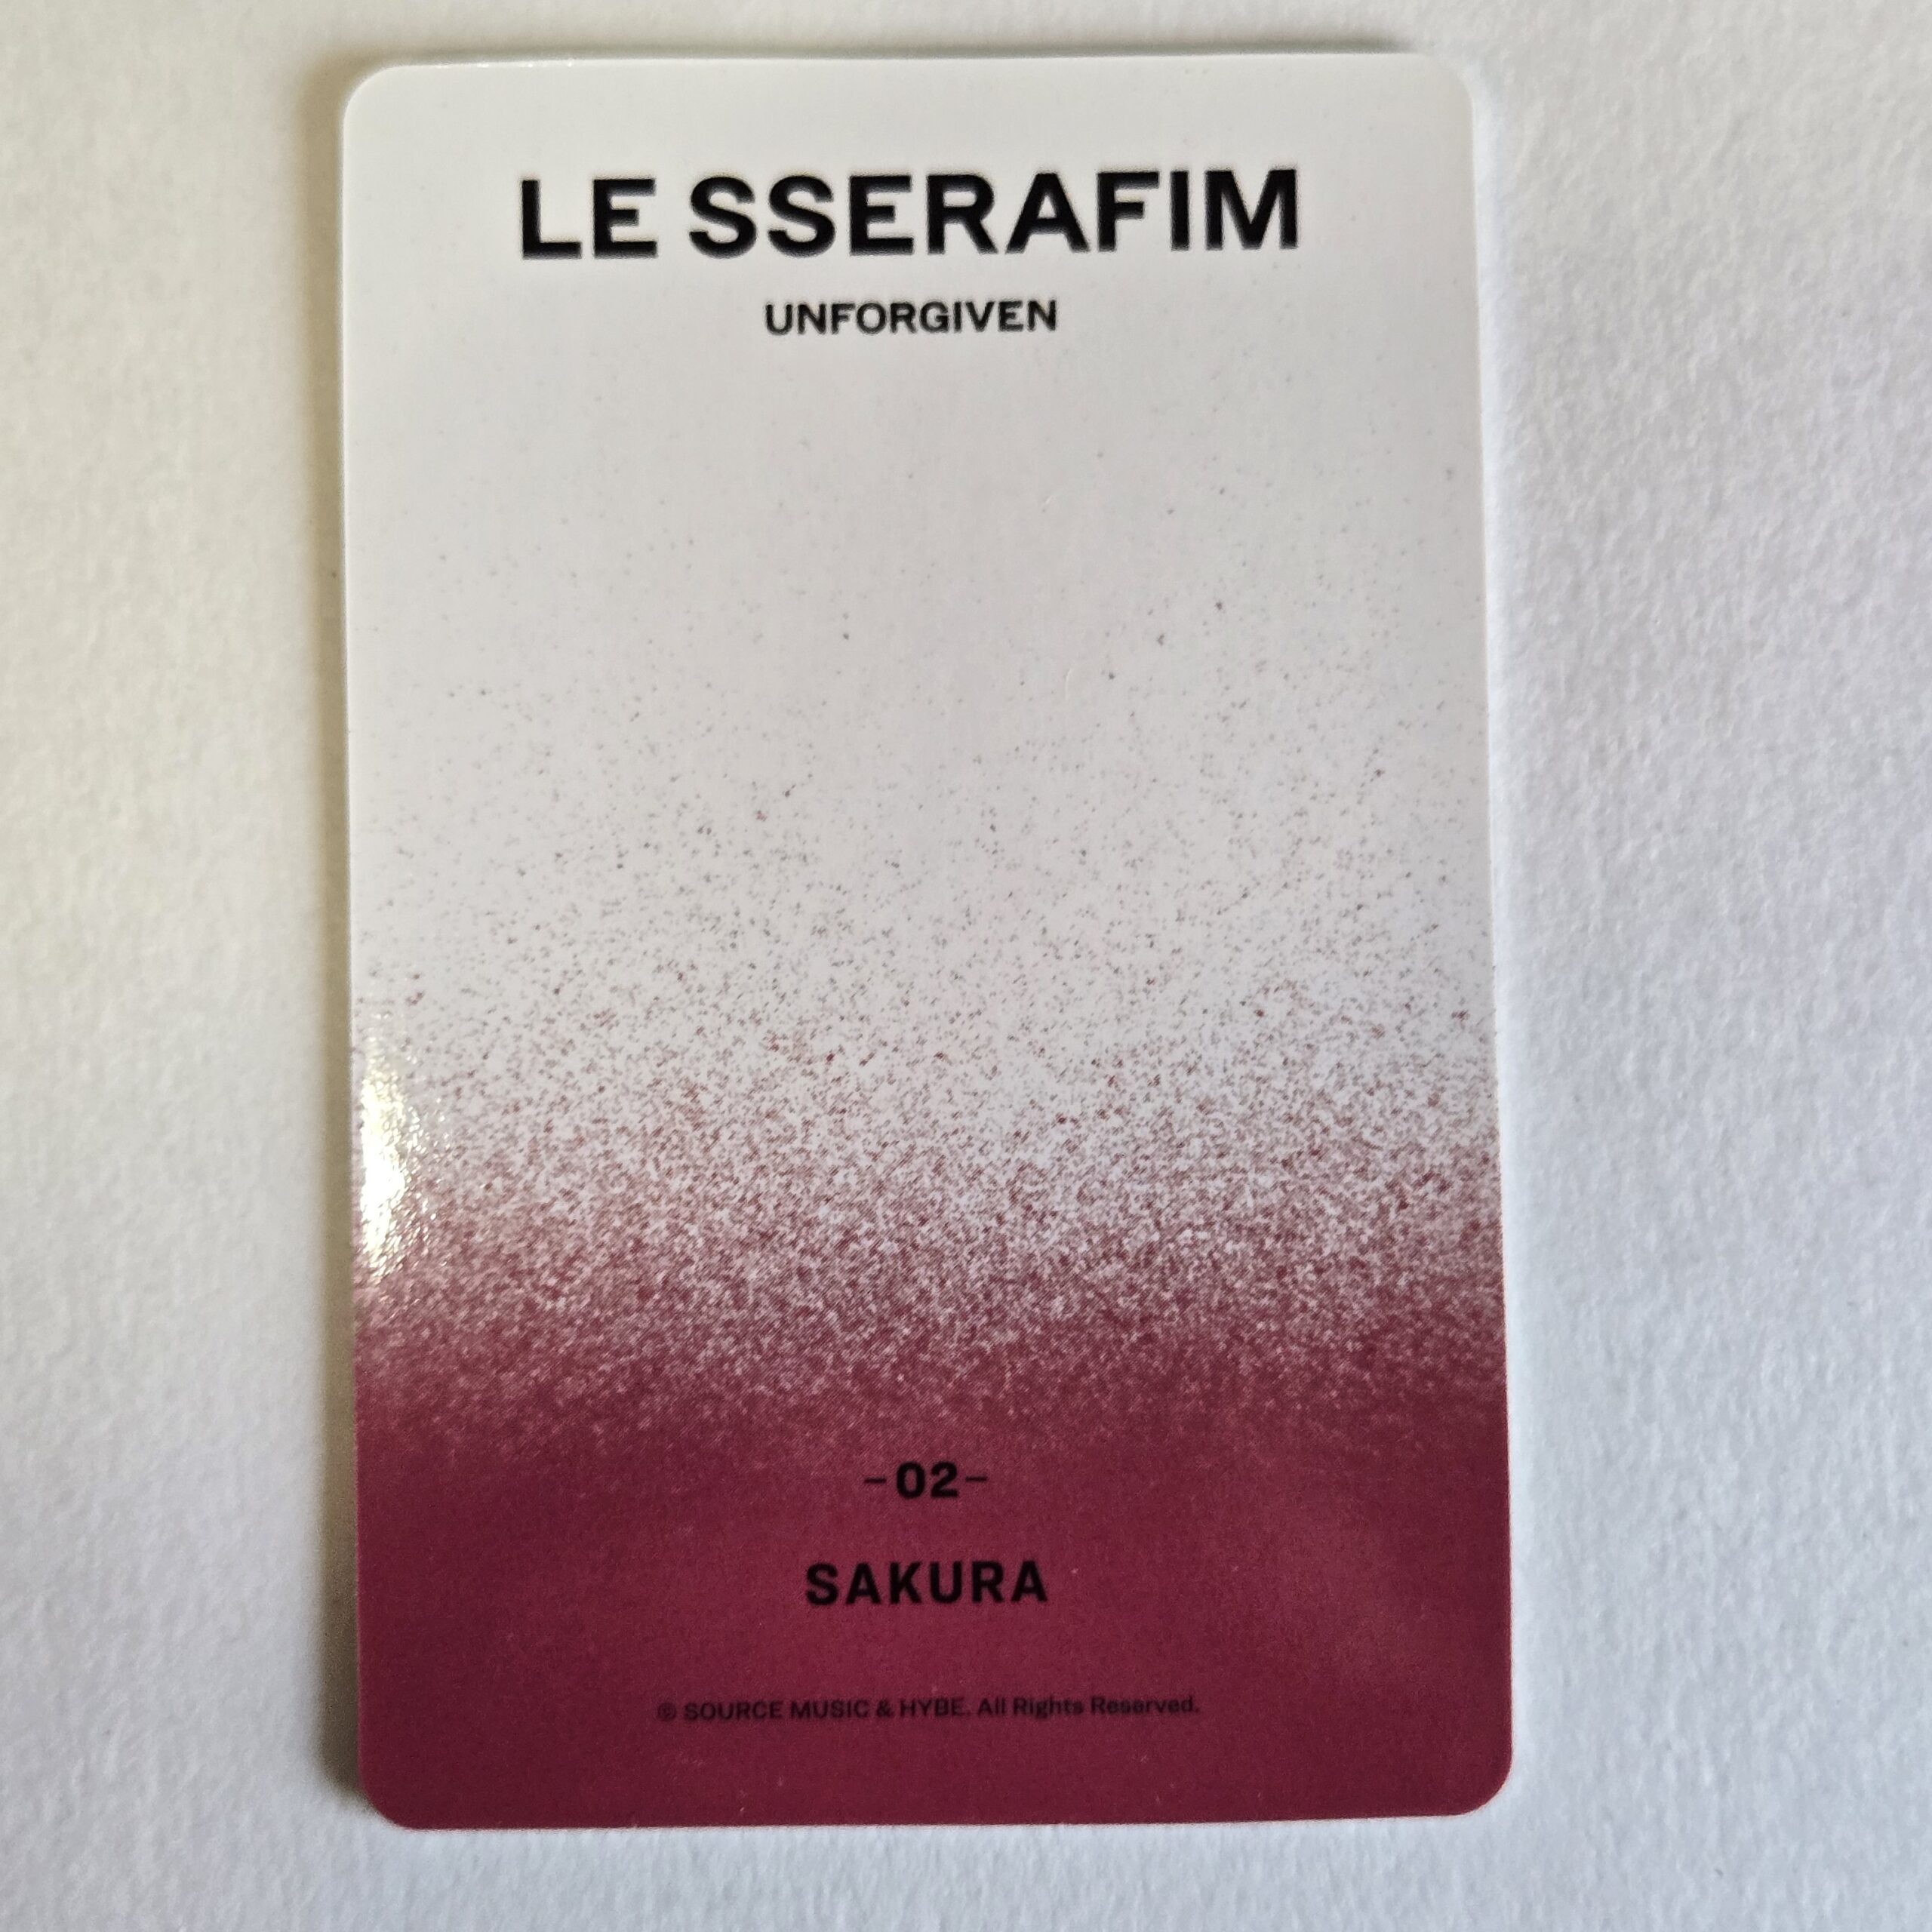 LE SSERAFIM
UNFORGIVEN
-02-
SAKURA
© SOURCE MUSIC & HYBE. All Rights Reserved.